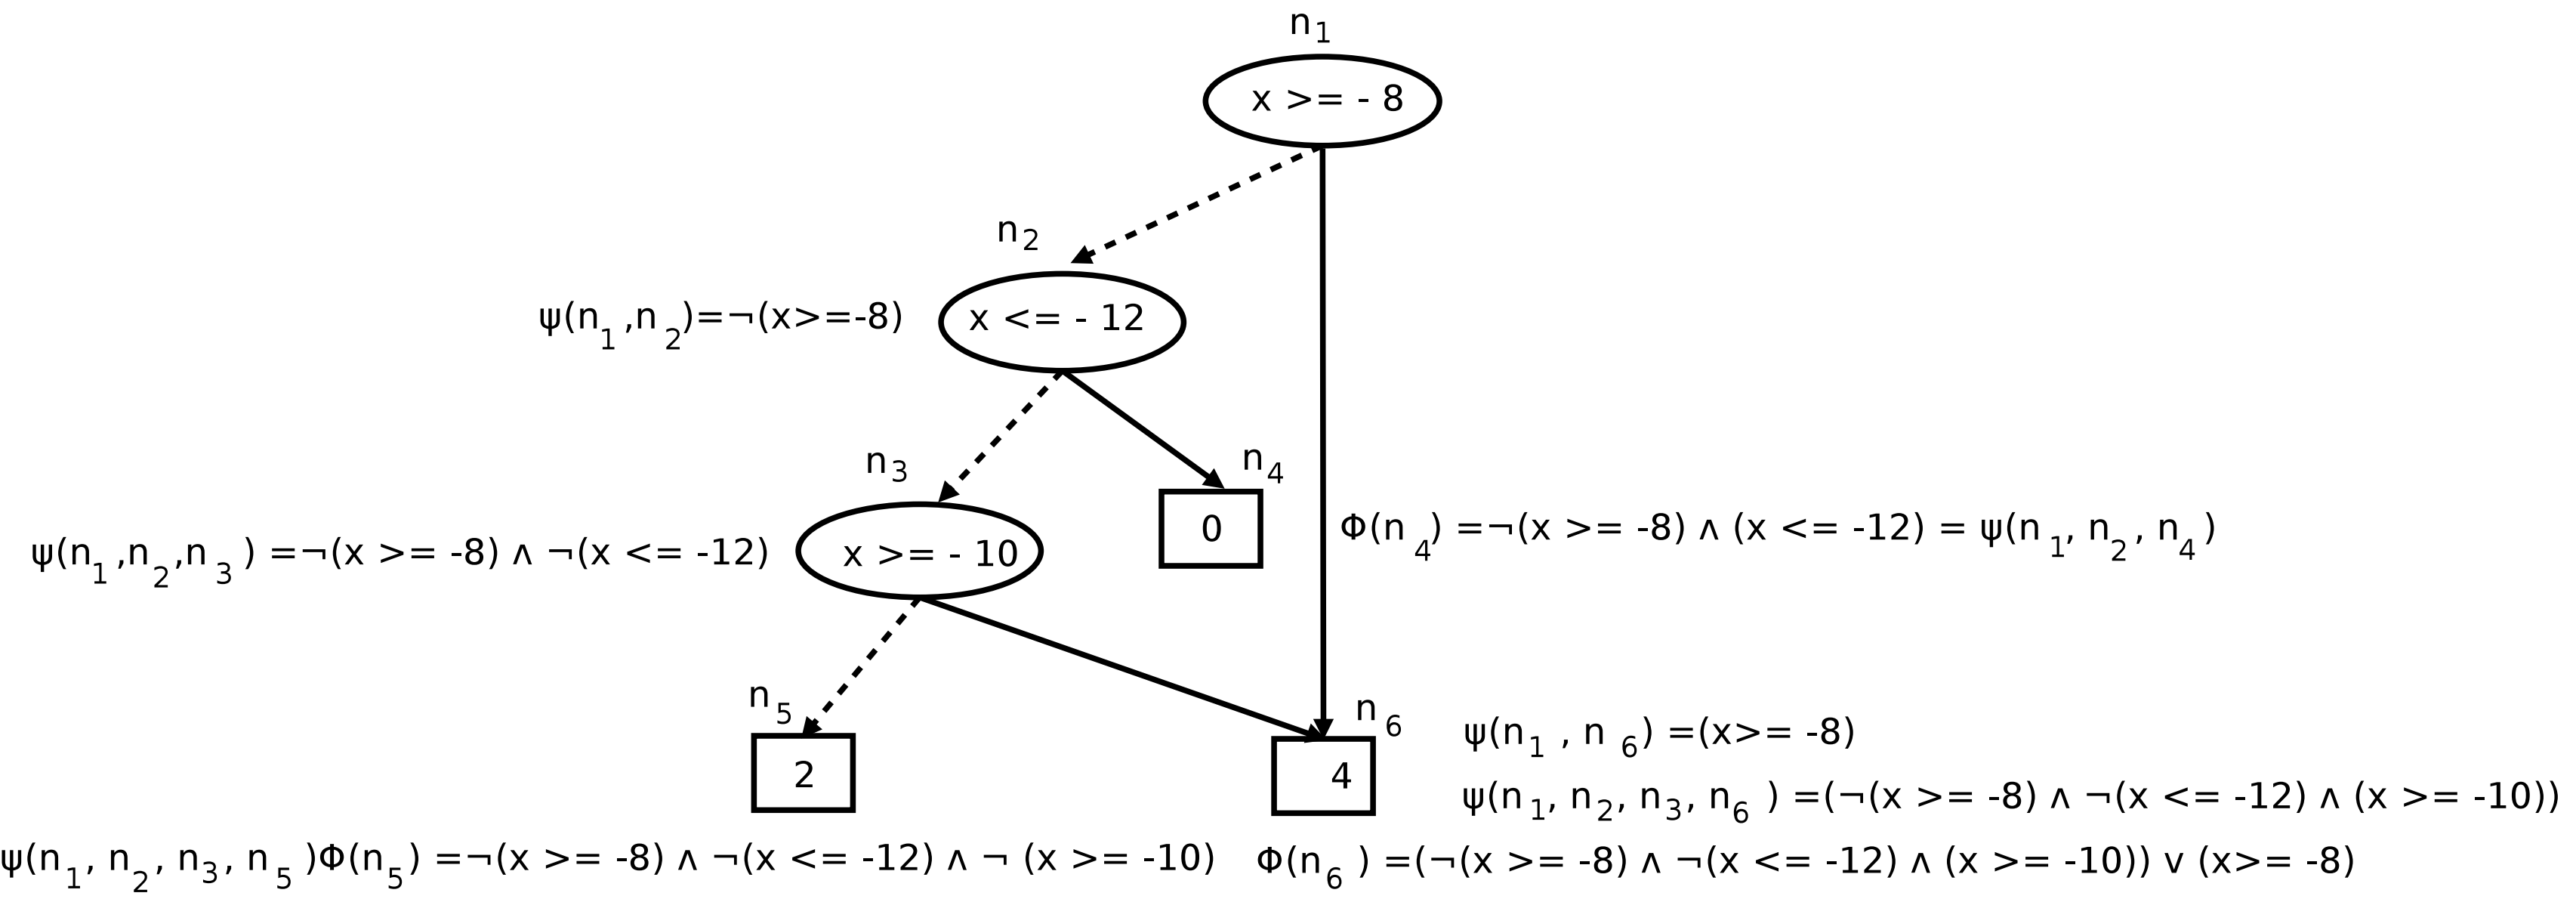 n1
x >= - 8
n2
ψ(n1 ,n2)=¬(x>=-8)
x <= - 12
n3
n4
ψ(n1 ,n2 ,n3 ) =¬(x >= -8) ∧ ¬(x <= -12)
x >= - 10
0
Φ(n4) =¬(x >= -8) ∧ (x <= -12) = ψ(n1, n2 , n4 )
n5
n6
2
4
ψ(n1 , n 6) =(x>= -8)
ψ(n1, n2, n3, n6 ) =(¬(x >= -8) ∧ ¬(x <= -12) ∧ (x >= -10))
ψ(n1, n2 , n3 , n5 )Φ(n5) =¬(x >= -8) ∧ ¬(x <= -12) ∧ ¬ (x >= -10)
Φ(n6 ) =(¬(x >= -8) ∧ ¬(x <= -12) ∧ (x >= -10)) ∨ (x>= -8)